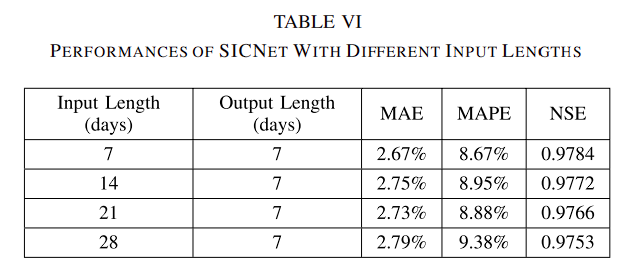 TABLE VI
PERFORMANCES OF SICNET WITH DIFFERENT INPUT LENGTHS
Input Length (days) Output Length (days) MAE MAPE NSE
7 7 2.67% 8.67% 0.9784
14 7 2.75% 8.95% 0.9772
21 7 2.73% 8.88% 0.9766
28 7 2.79% 9.38% 0.9753